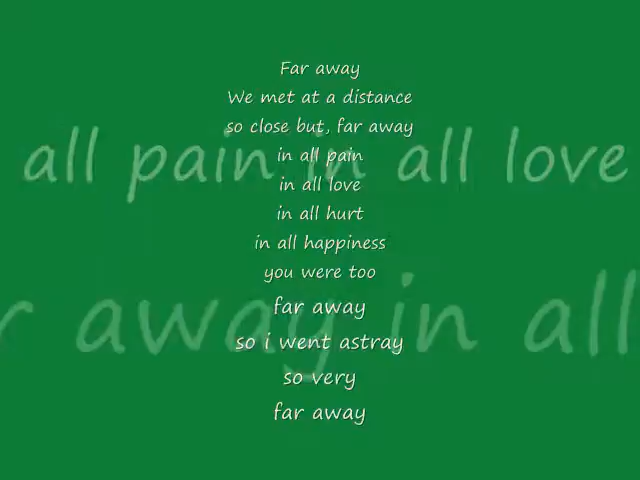 Far away
We met at a distance
so close but, far away
in all pain
in all love
in all hurt
in all happiness
you were too
far away
so i went astray
so very
far away
all pain in all love
r away in all